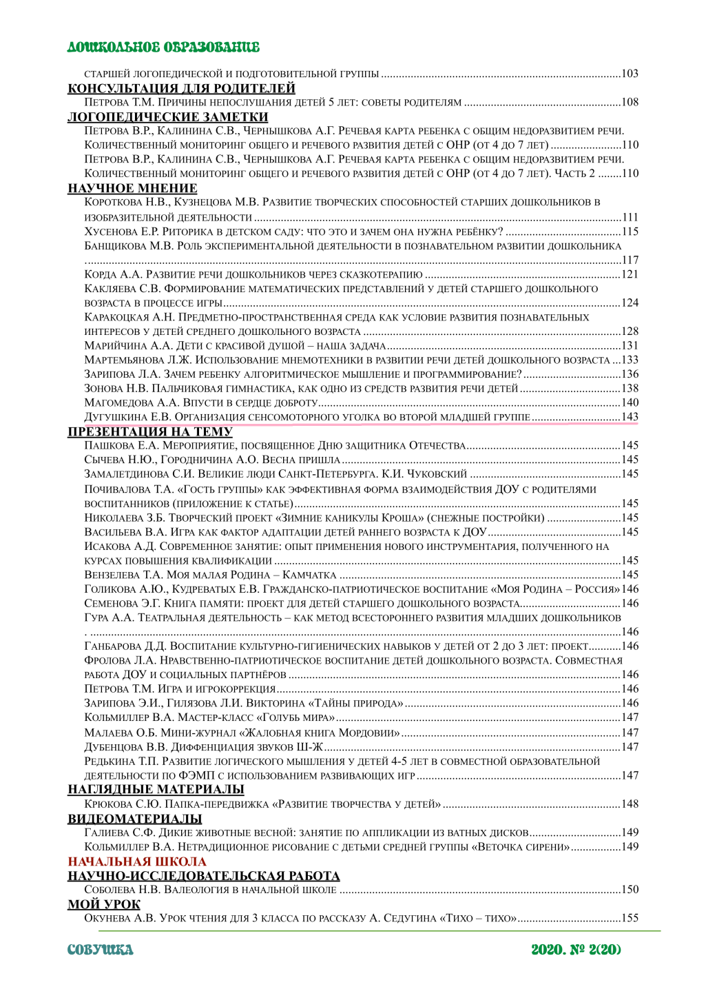 ДОШКОЛЬНОЕ ОБРАЗОВАНИЕ
СТАРШЕЙ ЛОГОПЕДИЧЕСКОЙ И ПОДГОТОВИТЕЛЬНОЙ ГРУППЫ ... 103
КОНСУЛЬТАЦИЯ ДЛЯ РОДИТЕЛЕЙ
ПЕТРОВА Т.М. ПРИЧИНЫ НЕПОСЛУШАНИЯ ДЕТЕЙ 5 ЛЕТ: СОВЕТЫ РОДИТЕЛЯМ ... 108
ЛОГОПЕДИЧЕСКИЕ ЗАМЕТКИ
ПЕТРОВА В.Р., КАЛИНИНА С.В., ЧЕРНЫШКОВА А.Г. РЕЧЕВАЯ КАРТА РЕБЕНКА С ОБЩИМ НЕДОРАЗВИТИЕМ РЕЧИ.
КОЛИЧЕСТВЕННЫЙ МОНИТОРИНГ ОБЩЕГО И РЕЧЕВОГО РАЗВИТИЯ ДЕТЕЙ С ОНР (ОТ 4 ДО 7 ЛЕТ) ... 110
ПЕТРОВА В.Р., КАЛИНИНА С.В., ЧЕРНЫШКОВА А.Г. РЕЧЕВАЯ КАРТА РЕБЕНКА С ОБЩИМ НЕДОРАЗВИТИЕМ РЕЧИ.
КОЛИЧЕСТВЕННЫЙ МОНИТОРИНГ ОБЩЕГО И РЕЧЕВОГО РАЗВИТИЯ ДЕТЕЙ С ОНР (ОТ 4 ДО 7 ЛЕТ). ЧАСТЬ 2 ... 110
НАУЧНОЕ МНЕНИЕ
КОРОТКОВА Н.В., КУЗНЕЦОВА М.В. РАЗВИТИЕ ТВОРЧЕСКИХ СПОСОБНОСТЕЙ СТАРШИХ ДОШКОЛЬНИКОВ В
ИЗОБРАЗИТЕЛЬНОЙ ДЕЯТЕЛЬНОСТИ ... 111
ХУСЕНОВА Е.Р. РИТОРИКА В ДЕТСКОМ САДУ: ЧТО ЭТО И ЗАЧЕМ ОНА НУЖНА РЕБЁНКУ? ... 115
БАНЩИКОВА М.В. РОЛЬ ЭКСПЕРИМЕНТАЛЬНОЙ ДЕЯТЕЛЬНОСТИ В ПОЗНАВАТЕЛЬНОМ РАЗВИТИИ ДОШКОЛЬНИКА
... 117
КОРДА А.А. РАЗВИТИЕ РЕЧИ ДОШКОЛЬНИКОВ ЧЕРЕЗ СКАЗКОТЕРАПИЮ ... 121
КАКЛЯЕВА С.В. ФОРМИРОВАНИЕ МАТЕМАТИЧЕСКИХ ПРЕДСТАВЛЕНИЙ У ДЕТЕЙ СТАРШЕГО ДОШКОЛЬНОГО
ВОЗРАСТА В ПРОЦЕССЕ ИГРЫ ... 124
КАРАКОЦКАЯ А.Н. ПРЕДМЕТНО-ПРОСТРАНСТВЕННАЯ СРЕДА КАК УСЛОВИЕ РАЗВИТИЯ ПОЗНАВАТЕЛЬНЫХ
ИНТЕРЕСОВ У ДЕТЕЙ СРЕДНЕГО ДОШКОЛЬНОГО ВОЗРАСТА ... 128
МАРИЙЧИНА А.А. ДЕТИ С КРАСИВОЙ ДУШОЙ – НАША ЗАДАЧА ... 131
МАРТЕМЬЯНОВА Л.Ж. ИСПОЛЬЗОВАНИЕ МНЕМОТЕХНИКИ В РАЗВИТИИ РЕЧИ ДЕТЕЙ ДОШКОЛЬНОГО ВОЗРАСТА ... 133
ЗАРИПОВА Л.А. ЗАЧЕМ РЕБЕНКУ АЛГОРИТМИЧЕСКОЕ МЫШЛЕНИЕ И ПРОГРАММИРОВАНИЕ? ... 136
ЗОНОВА Н.В. ПАЛЬЧИКОВАЯ ГИМНАСТИКА, КАК ОДНО ИЗ СРЕДСТВ РАЗВИТИЯ РЕЧИ ДЕТЕЙ ... 138
МАГОМЕДОВА А.А. ВПУСТИ В СЕРДЦЕ ДОБРОТУ ... 140
ДУГУШКИНА Е.В. ОРГАНИЗАЦИЯ СЕНСОМОТОРНОГО УГОЛКА ВО ВТОРОЙ МЛАДШЕЙ ГРУППЕ ... 143
ПРЕЗЕНТАЦИЯ НА ТЕМУ
ПАШКОВА Е.А. МЕРОПРИЯТИЕ, ПОСВЯЩЕННОЕ ДНЮ ЗАЩИТНИКА ОТЕЧЕСТВА ... 145
СЫЧЕВА Н.Ю., ГОРОДНИЧИНА А.О. ВЕСНА ПРИШЛА ... 145
ЗАМАЛЕТДИНОВА С.И. ВЕЛИКИЕ ЛЮДИ САНКТ-ПЕТЕРБУРГА. К.И. ЧУКОВСКИЙ ... 145
ПОЧИВАЛОВА Т.А. «ГОСТЬ ГРУППЫ» КАК ЭФФЕКТИВНАЯ ФОРМА ВЗАИМОДЕЙСТВИЯ ДОУ С РОДИТЕЛЯМИ
ВОСПИТАННИКОВ (ПРИЛОЖЕНИЕ К СТАТЬЕ) ... 145
НИКОЛАЕВА З.Б. ТВОРЧЕСКИЙ ПРОЕКТ «ЗИМНИЕ КАНИКУЛЫ КРОША» (СНЕЖНЫЕ ПОСТРОЙКИ) ... 145
ВАСИЛЬЕВА В.А. ИГРА КАК ФАКТОР АДАПТАЦИИ ДЕТЕЙ РАННЕГО ВОЗРАСТА К ДОУ ... 145
ИСАКОВА А.Д. СОВРЕМЕННОЕ ЗАНЯТИЕ: ОПЫТ ПРИМЕНЕНИЯ НОВОГО ИНСТРУМЕНТАРИЯ, ПОЛУЧЕННОГО НА
КУРСАХ ПОВЫШЕНИЯ КВАЛИФИКАЦИИ ... 145
ВЕНЗЕЛЕВА Т.А. МОЯ МАЛАЯ РОДИНА – КАМЧАТКА ... 145
ГОЛИКОВА А.Ю., КУДРЕВАТЫХ Е.В. ГРАЖДАНСКО-ПАТРИОТИЧЕСКОЕ ВОСПИТАНИЕ «МОЯ РОДИНА – РОССИЯ» 146
СЕМЕНОВА Э.Г. КНИГА ПАМЯТИ: ПРОЕКТ ДЛЯ ДЕТЕЙ СТАРШЕГО ДОШКОЛЬНОГО ВОЗРАСТА ... 146
ГУРА А.А. ТЕАТРАЛЬНАЯ ДЕЯТЕЛЬНОСТЬ – КАК МЕТОД ВСЕСТОРОННЕГО РАЗВИТИЯ МЛАДШИХ ДОШКОЛЬНИКОВ
. ... 146
ГАНБАРОВА Д.Д. ВОСПИТАНИЕ КУЛЬТУРНО-ГИГИЕНИЧЕСКИХ НАВЫКОВ У ДЕТЕЙ ОТ 2 ДО 3 ЛЕТ: ПРОЕКТ ... 146
ФРОЛОВА Л.А. НРАВСТВЕННО-ПАТРИОТИЧЕСКОЕ ВОСПИТАНИЕ ДЕТЕЙ ДОШКОЛЬНОГО ВОЗРАСТА. СОВМЕСТНАЯ
РАБОТА ДОУ И СОЦИАЛЬНЫХ ПАРТНЁРОВ ... 146
ПЕТРОВА Т.М. ИГРА И ИГРОКОРРЕКЦИЯ ... 146
ЗАРИПОВА Э.И., ГИЛЯЗОВА Л.И. ВИКТОРИНА «ТАЙНЫ ПРИРОДА» ... 146
КОЛЬМИЛЛЕР В.А. МАСТЕР-КЛАСС «ГОЛУБЬ МИРА» ... 147
МАЛАЕВА О.Б. МИНИ-ЖУРНАЛ «ЖАЛОБНАЯ КНИГА МОРДОВИИ» ... 147
ДУБЕНЦОВА В.В. ДИФФЕНЦИАЦИЯ ЗВУКОВ Ш-Ж ... 147
РЕДЬКИНА Т.П. РАЗВИТИЕ ЛОГИЧЕСКОГО МЫШЛЕНИЯ У ДЕТЕЙ 4-5 ЛЕТ В СОВМЕСТНОЙ ОБРАЗОВАТЕЛЬНОЙ
ДЕЯТЕЛЬНОСТИ ПО ФЭМП С ИСПОЛЬЗОВАНИЕМ РАЗВИВАЮЩИХ ИГР ... 147
НАГЛЯДНЫЕ МАТЕРИАЛЫ
КРЮКОВА С.Ю. ПАПКА-ПЕРЕДВИЖКА «РАЗВИТИЕ ТВОРЧЕСТВА У ДЕТЕЙ» ... 148
ВИДЕОМАТЕРИАЛЫ
ГАЛИЕВА С.Ф. ДИКИЕ ЖИВОТНЫЕ ВЕСНОЙ: ЗАНЯТИЕ ПО АППЛИКАЦИИ ИЗ ВАТНЫХ ДИСКОВ ... 149
КОЛЬМИЛЛЕР В.А. НЕТРАДИЦИОННОЕ РИСОВАНИЕ С ДЕТЬМИ СРЕДНЕЙ ГРУППЫ «ВЕТОЧКА СИРЕНИ» ... 149
НАЧАЛЬНАЯ ШКОЛА
НАУЧНО-ИССЛЕДОВАТЕЛЬСКАЯ РАБОТА
СОБОЛЕВА Н.В. ВАЛЕОЛОГИЯ В НАЧАЛЬНОЙ ШКОЛЕ ... 150
МОЙ УРОК
ОКУНЕВА А.В. УРОК ЧТЕНИЯ ДЛЯ 3 КЛАССА ПО РАССКАЗУ А. СЕДУГИНА «ТИХО – ТИХО» ... 155
СОВУШКА 2020. № 2(20)